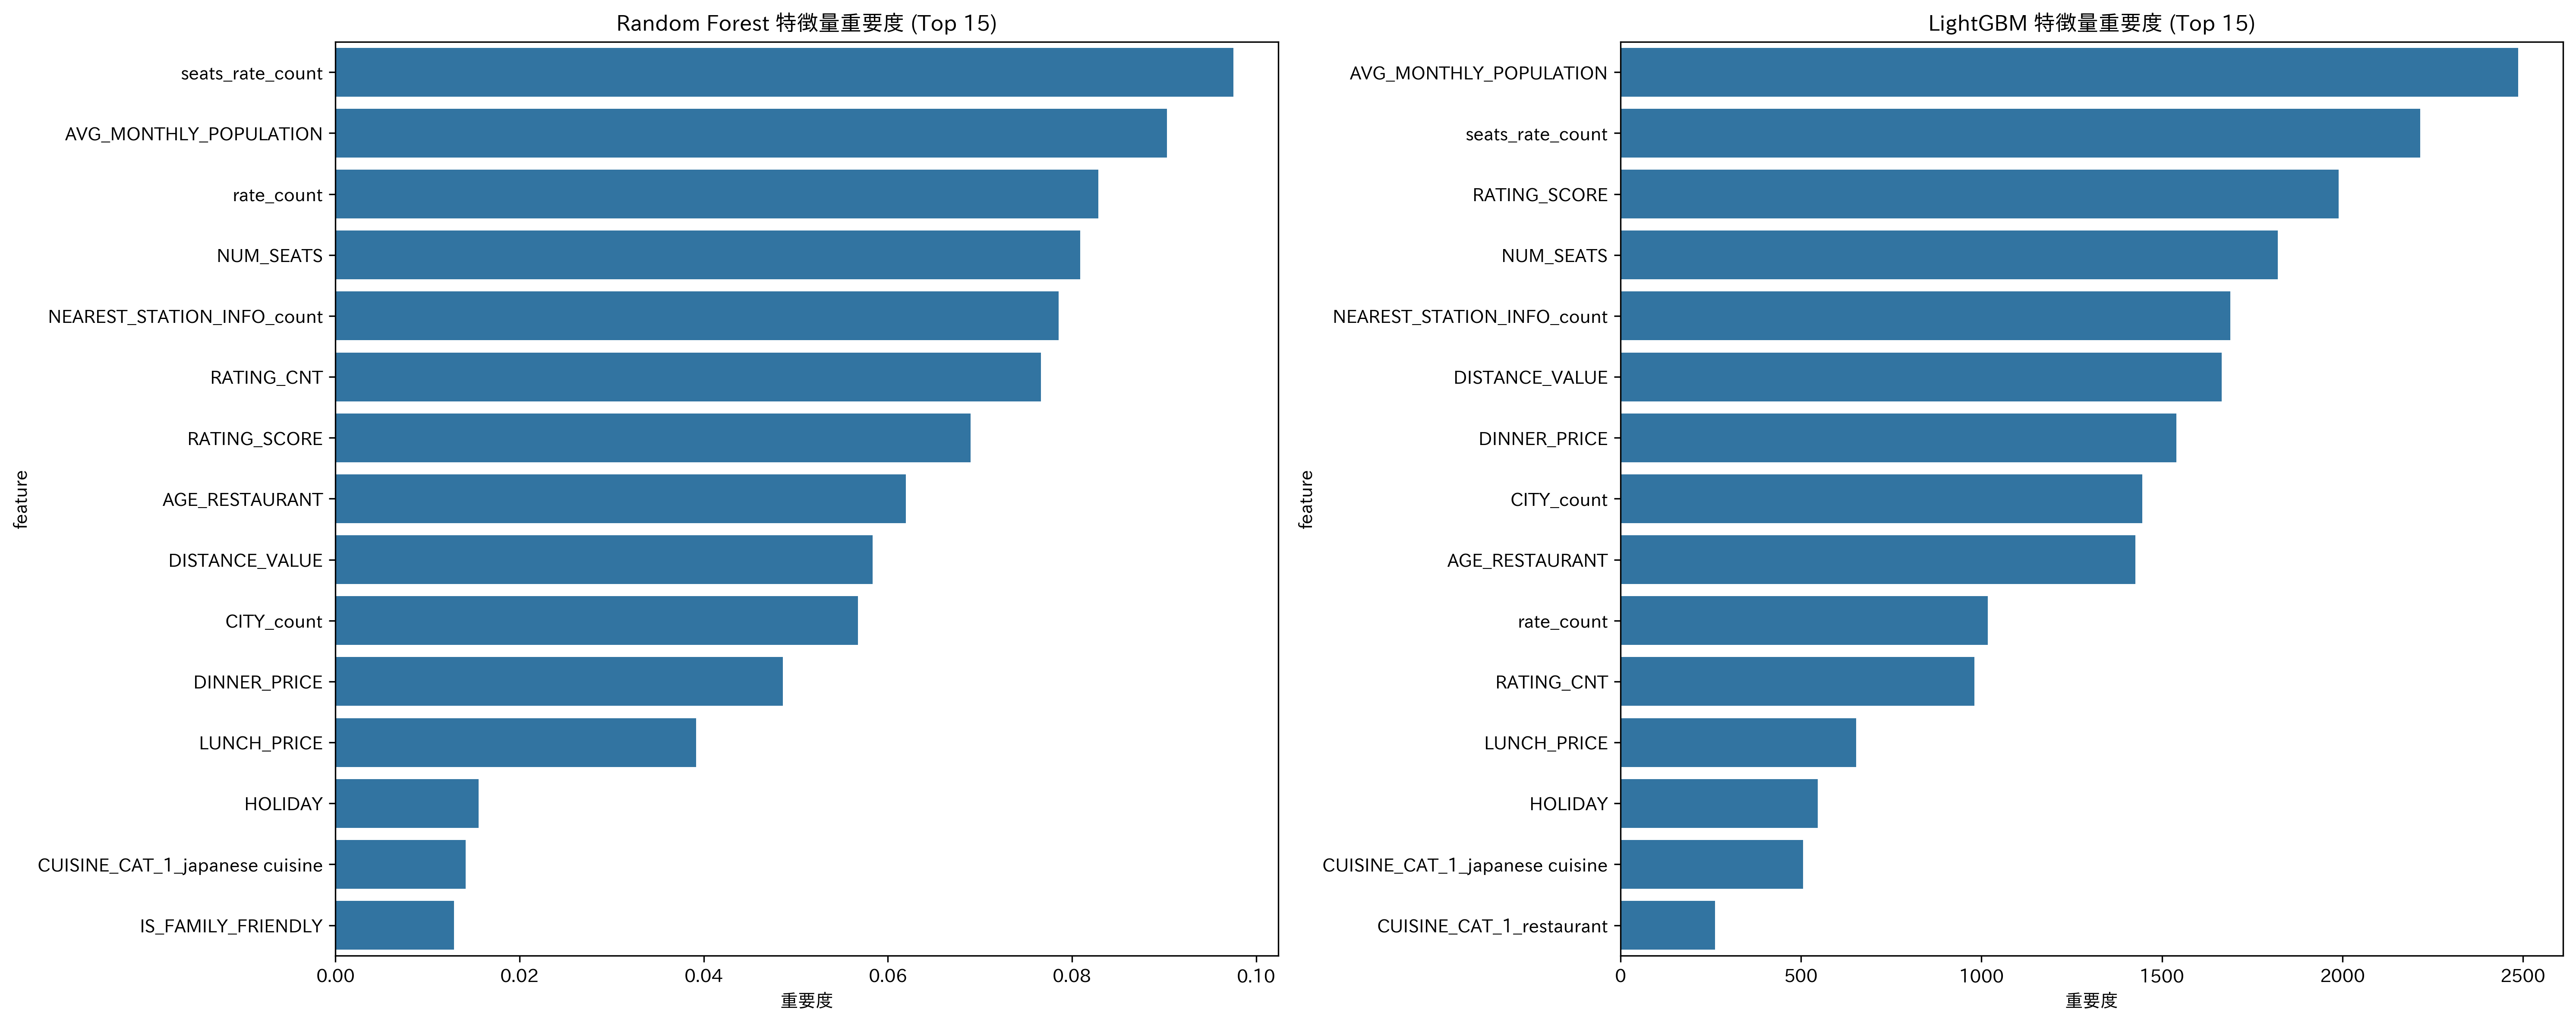 Random Forest 特徴量重要度 (Top 15)
feature
seats_rate_count
AVG_MONTHLY_POPULATION
rate_count
NUM_SEATS
NEAREST_STATION_INFO_count
RATING_CNT
RATING_SCORE
AGE_RESTAURANT
DISTANCE_VALUE
CITY_count
DINNER_PRICE
LUNCH_PRICE
HOLIDAY
CUISINE_CAT_1_japanese cuisine
IS_FAMILY_FRIENDLY
0.00 0.02 0.04 0.06 0.08 0.10
重要度
LightGBM 特徴量重要度 (Top 15)
feature
AVG_MONTHLY_POPULATION
seats_rate_count
RATING_SCORE
NUM_SEATS
NEAREST_STATION_INFO_count
DISTANCE_VALUE
DINNER_PRICE
CITY_count
AGE_RESTAURANT
rate_count
RATING_CNT
LUNCH_PRICE
HOLIDAY
CUISINE_CAT_1_japanese cuisine
CUISINE_CAT_1_restaurant
0 500 1000 1500 2000 2500
重要度